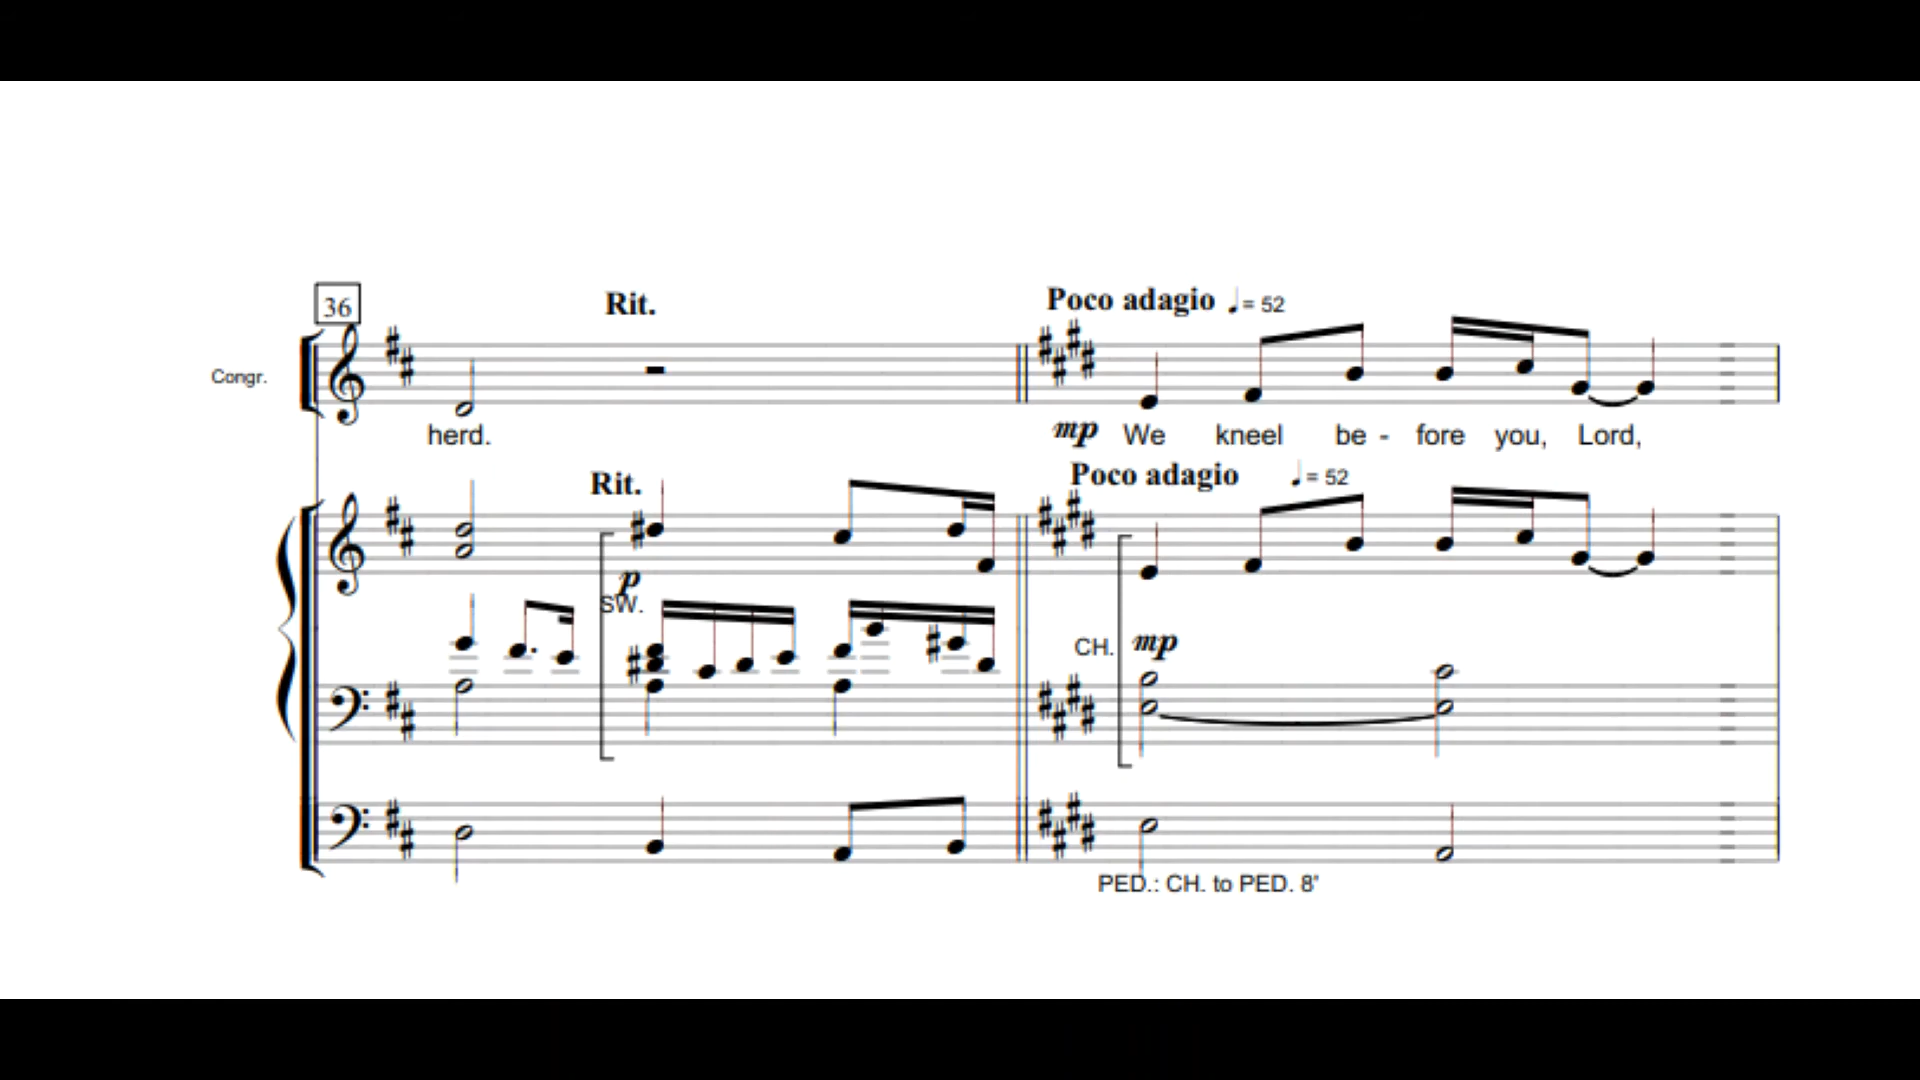 36
Rit.
Poco adagio ♩= 52
Congr.
herd.
mp We kneel be - fore you, Lord,
Rit.
Poco adagio ♩= 52
p
SW.
CH. mp
PED.: CH. to PED. 8'